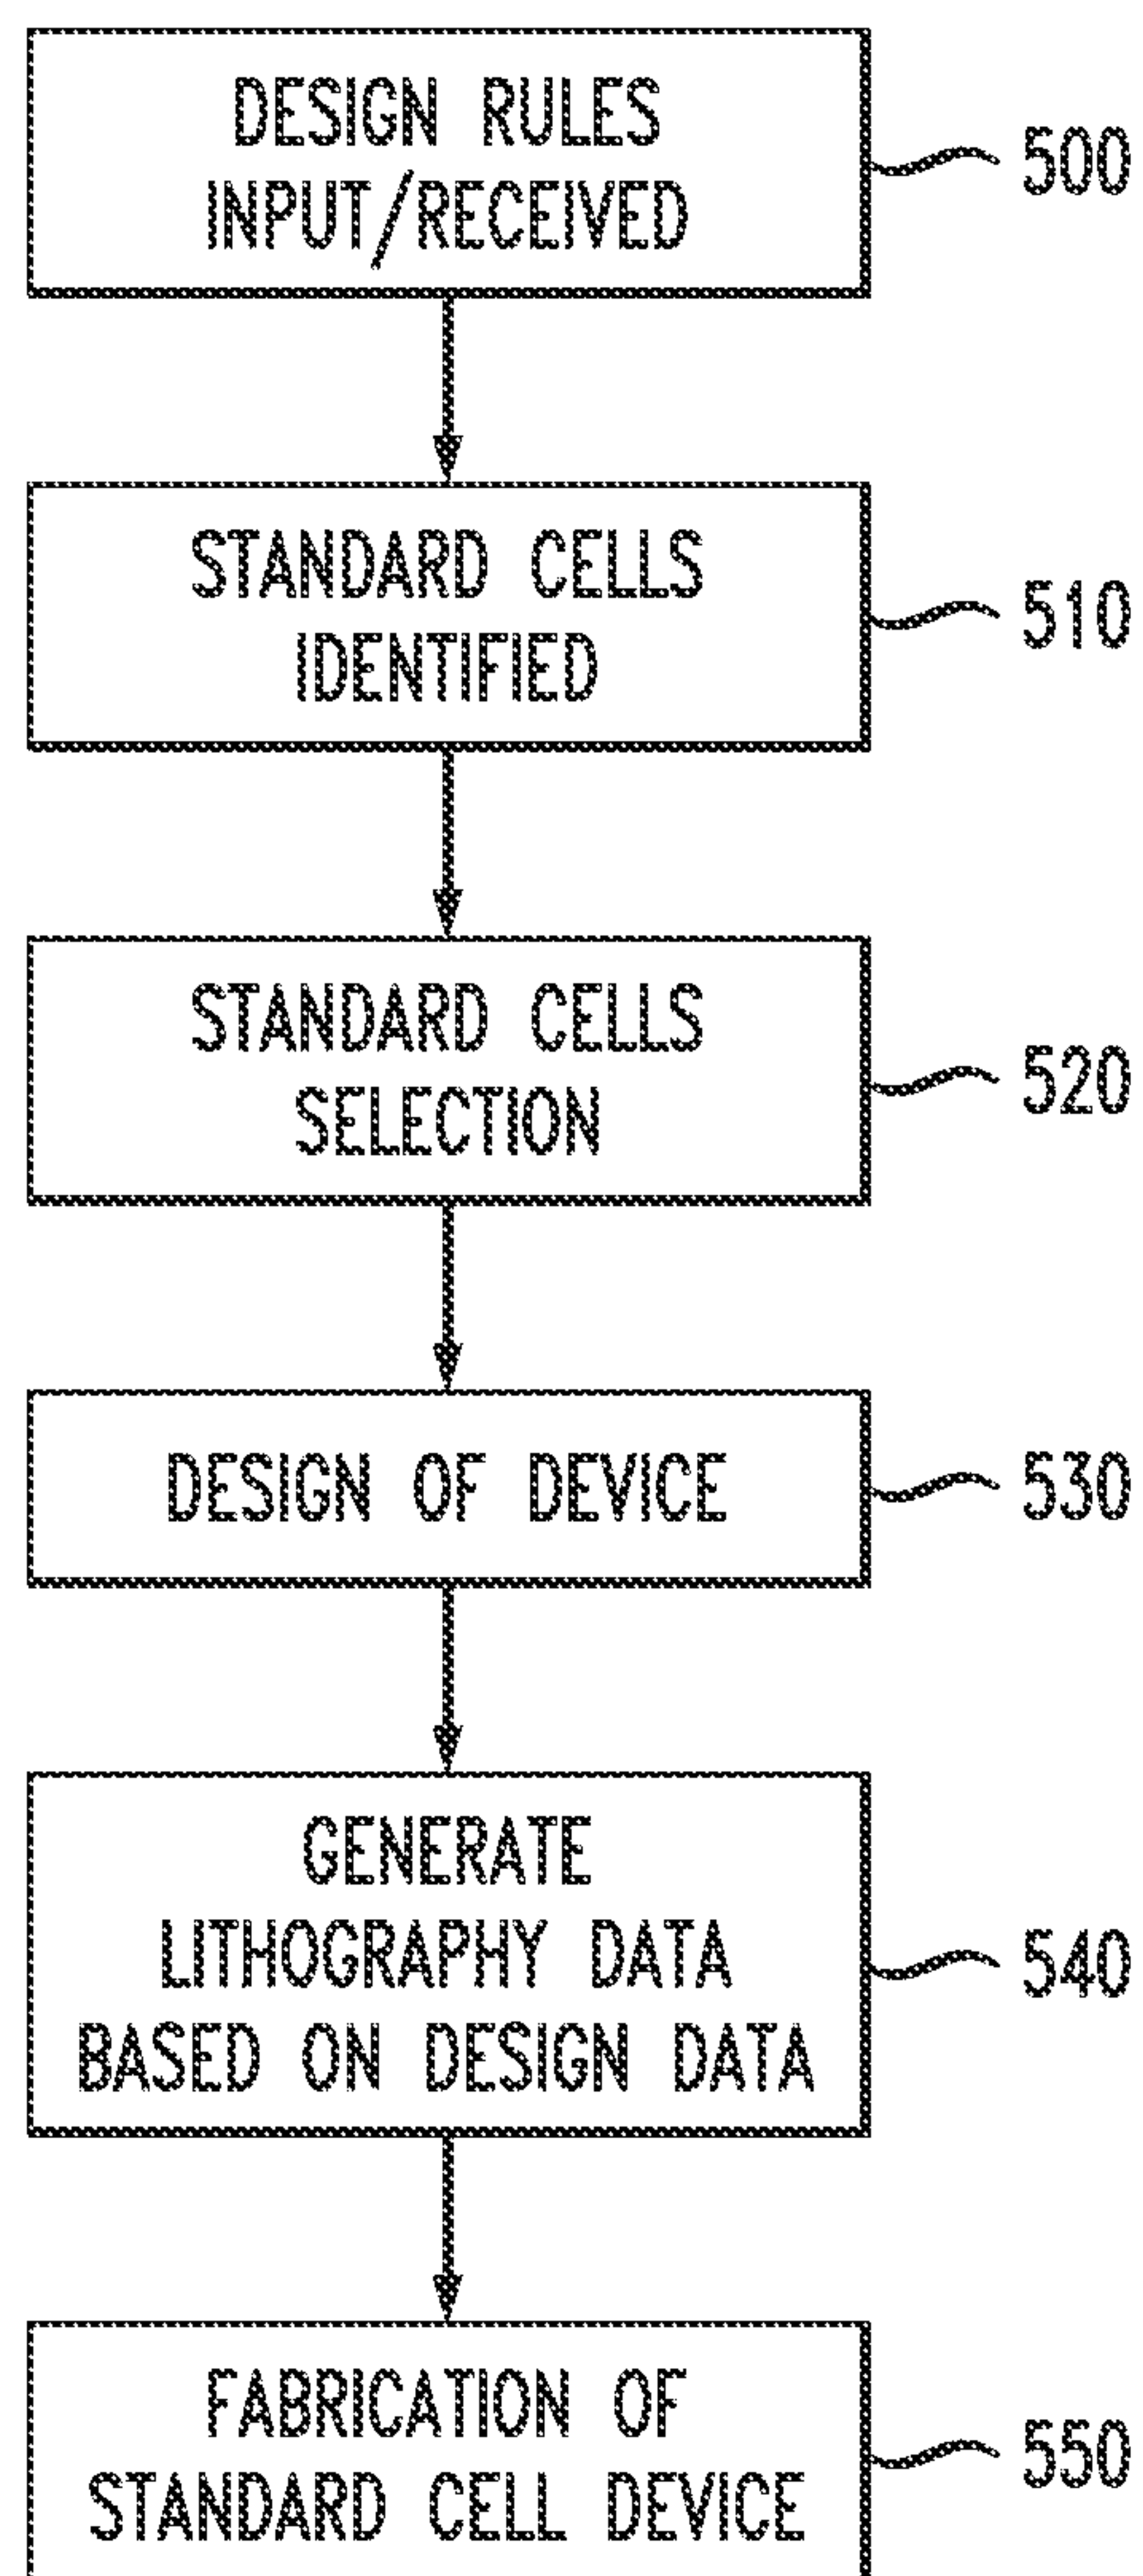 DESIGN RULES
INPUT/RECEIVED
500
STANDARD CELLS
IDENTIFIED
510
STANDARD CELLS
SELECTION
520
DESIGN OF DEVICE
530
GENERATE
LITHOGRAPHY DATA
BASED ON DESIGN DATA
540
FABRICATION OF
STANDARD CELL DEVICE
550